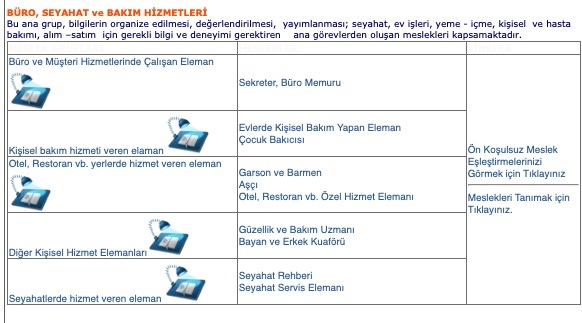 BÜRO, SEYAHAT ve BAKIM HİZMETLERİ
Bu ana grup, bilgilerin organize edilmesi, değerlendirilmesi, yayımlanması; seyahat, ev işleri, yeme - içme, kişisel ve hasta
bakımı, alım –satım için gerekli bilgi ve deneyimi gerektiren ana görevlerden oluşan meslekleri kapsamaktadır.
Büro ve Müşteri Hizmetlerinde Çalışan Eleman
Sekreter, Büro Memuru
Kişisel bakım hizmeti veren elaman
Evlerde Kişisel Bakım Yapan Eleman
Çocuk Bakıcısı
Otel, Restoran vb. yerlerde hizmet veren eleman
Garson ve Barmen
Aşçı
Otel, Restoran vb. Özel Hizmet Elemanı
Diğer Kişisel Hizmet Elemanları
Güzellik ve Bakım Uzmanı
Bayan ve Erkek Kuaförü
Seyahatlerde hizmet veren eleman
Seyahat Rehberi
Seyahat Servis Elemanı
Ön Koşulsuz Meslek
Eşleştirmelerinizi
Görmek için Tıklayınız
Meslekleri Tanımak için
Tıklayınız.